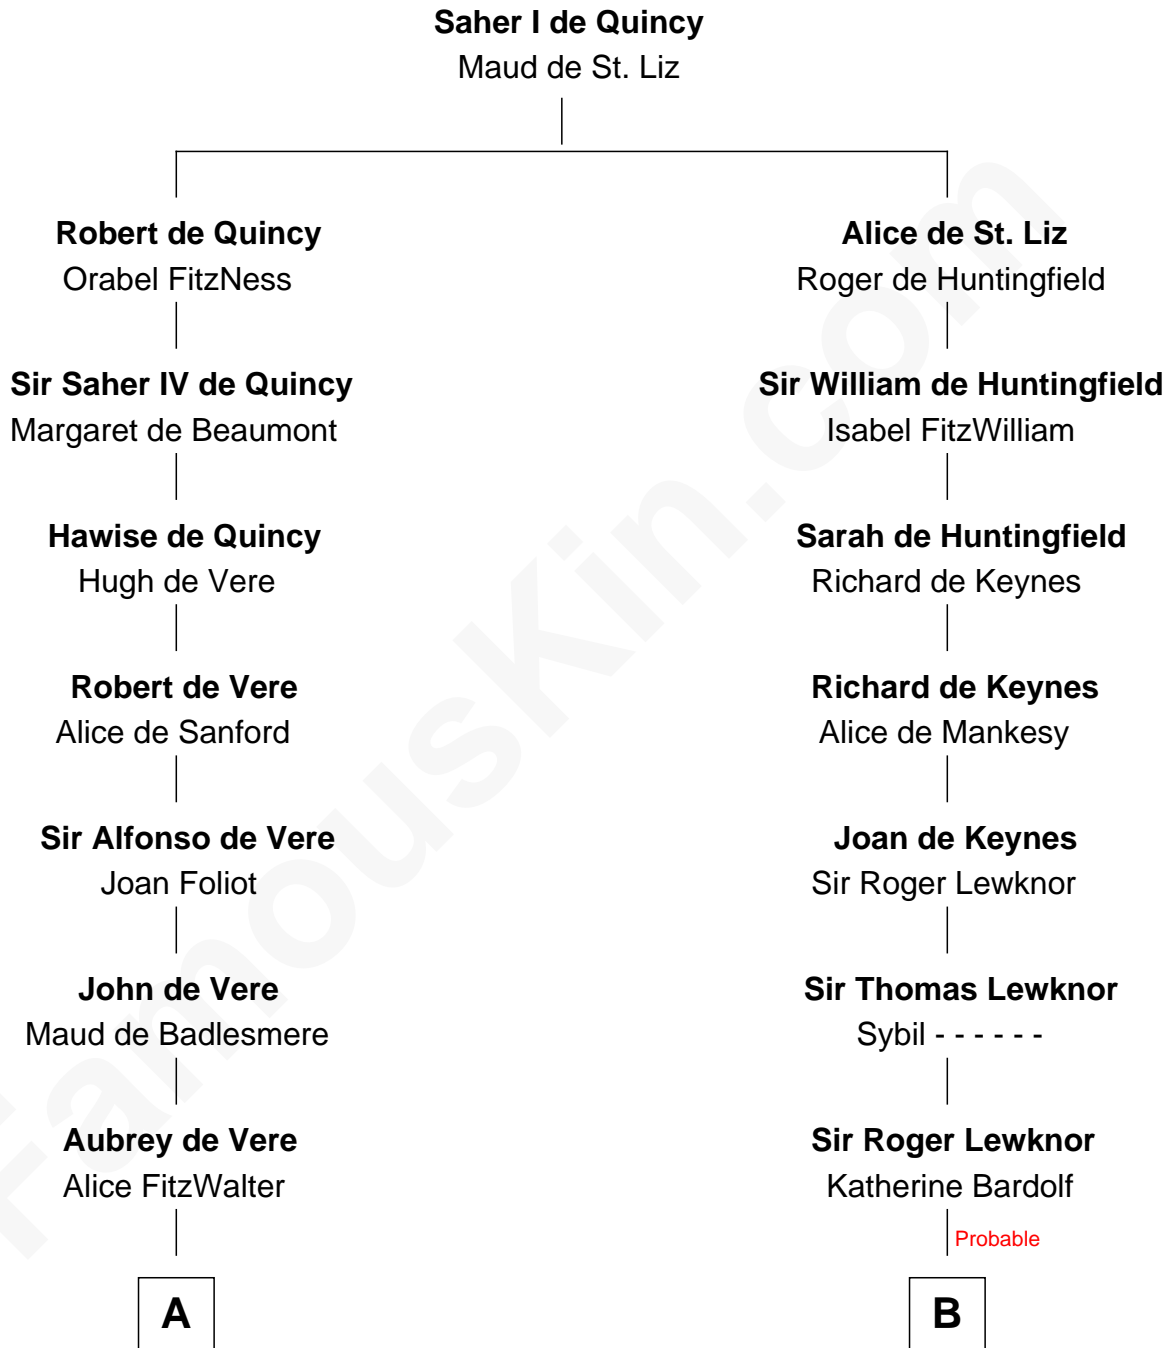 Saher I de Quincy
Maud de St. Liz
Robert de Quincy
Orabel FitzNess
Sir Saher IV de Quincy
Margaret de Beaumont
Hawise de Quincy
Hugh de Vere
Robert de Vere
Alice de Sanford
Sir Alfonso de Vere
Joan Foliot
John de Vere
Maud de Badlesmere
Aubrey de Vere
Alice FitzWalter
A
Alice de St. Liz
Roger de Huntingfield
Sir William de Huntingfield
Isabel FitzWilliam
Sarah de Huntingfield
Richard de Keynes
Richard de Keynes
Alice de Mankesy
Joan de Keynes
Sir Roger Lewknor
Sir Thomas Lewknor
Sybil - - - - - -
Sir Roger Lewknor
Katherine Bardolf
Probable
B
FamousKin.com